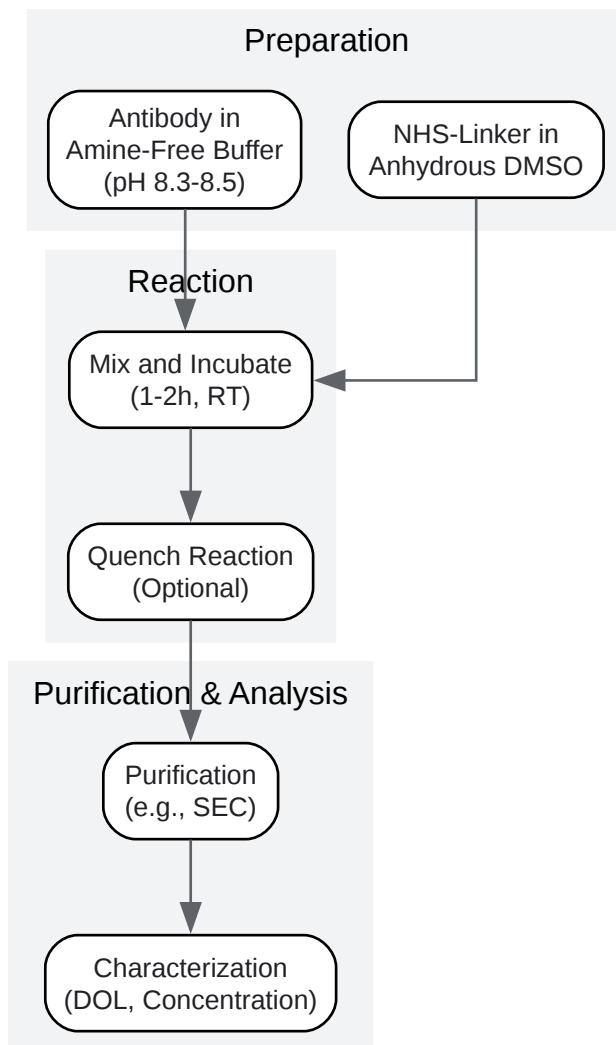 Preparation
Antibody in
Amine-Free Buffer
(pH 8.3-8.5)
NHS-Linker in
Anhydrous DMSO
Reaction
Mix and Incubate
(1-2h, RT)
Quench Reaction
(Optional)
Purification & Analysis
Purification
(e.g., SEC)
Characterization
(DOL, Concentration)